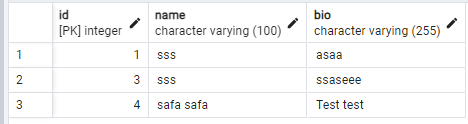 id name bio
[PK] integer character varying (100) character varying (255)
1 1 sss asaa
2 3 sss ssaseee
3 4 safa safa Test test